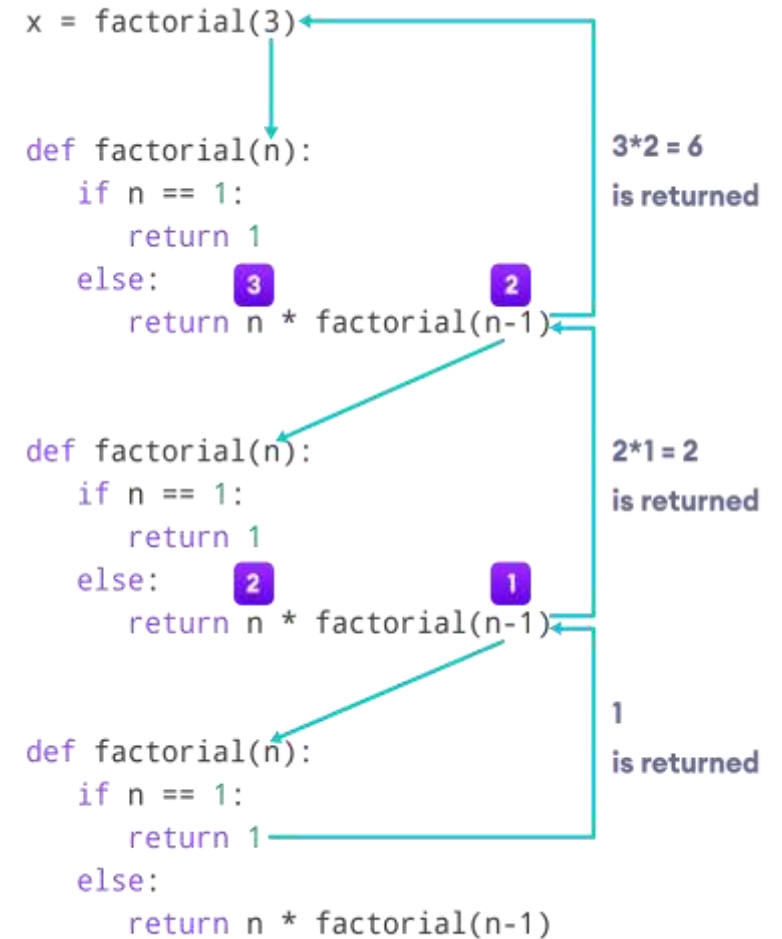 x = factorial(3)
def factorial(n):
3*2 = 6
if n == 1:
is returned
return 1
else:
3 2
return n * factorial(n-1)
def factorial(n):
2*1 = 2
if n == 1:
is returned
return 1
else:
2 1
return n * factorial(n-1)
1
def factorial(n):
is returned
if n == 1:
return 1
else:
return n * factorial(n-1)